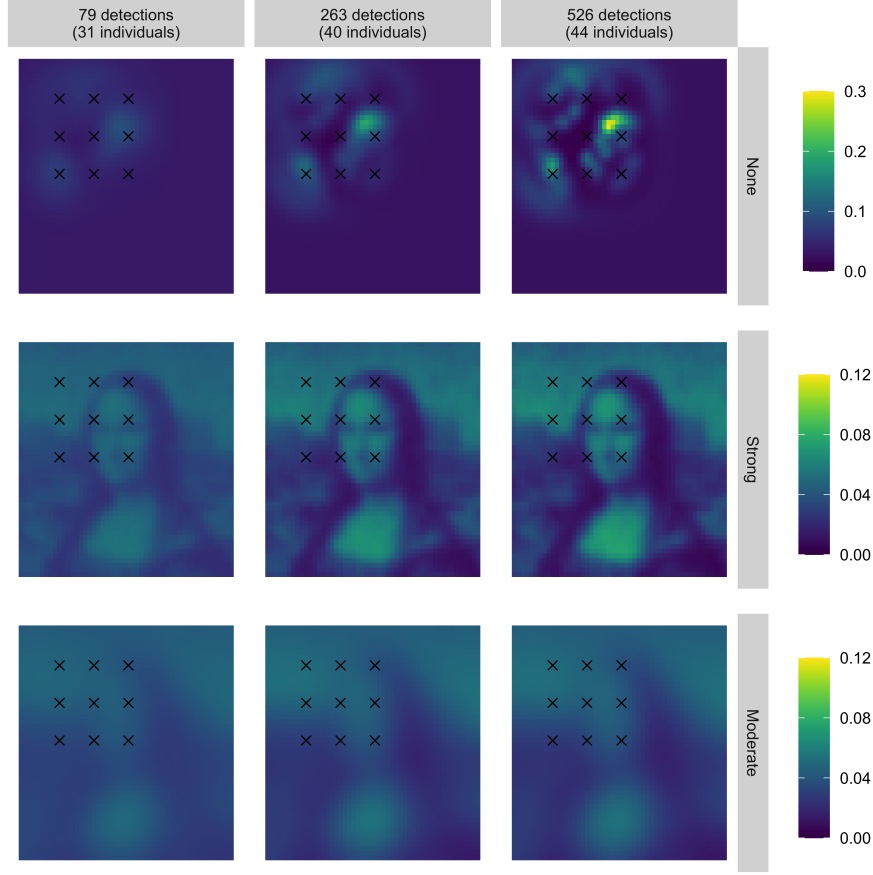 79 detections
(31 individuals)
263 detections
(40 individuals)
526 detections
(44 individuals)
None
0.3
0.2
0.1
0.0
Strong
0.12
0.08
0.04
0.00
Moderate
0.12
0.08
0.04
0.00